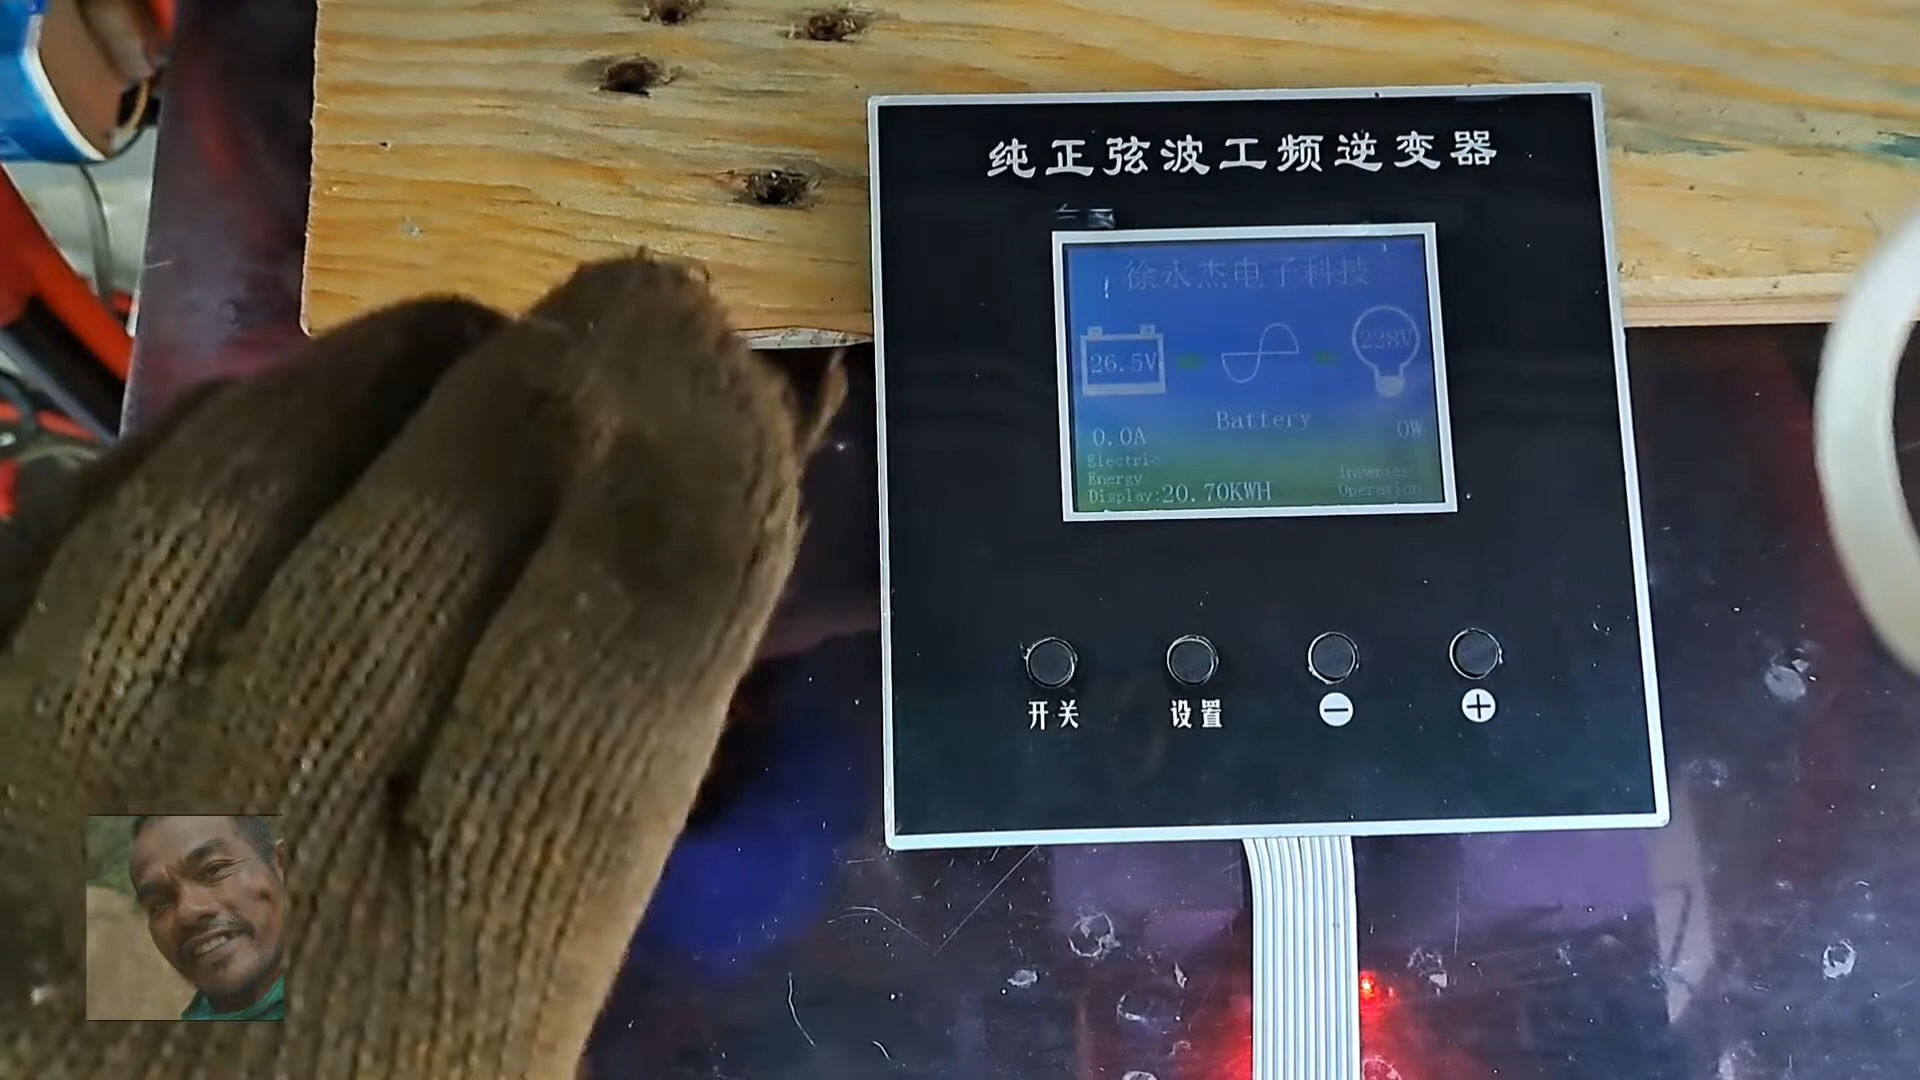 纯正弦波工频逆变器
徐永杰电子科技
26.5V
228V
Battery
0.0A
0W
Electric
Energy
Display:20.70KWH
Inverter
Operation
开关
设置